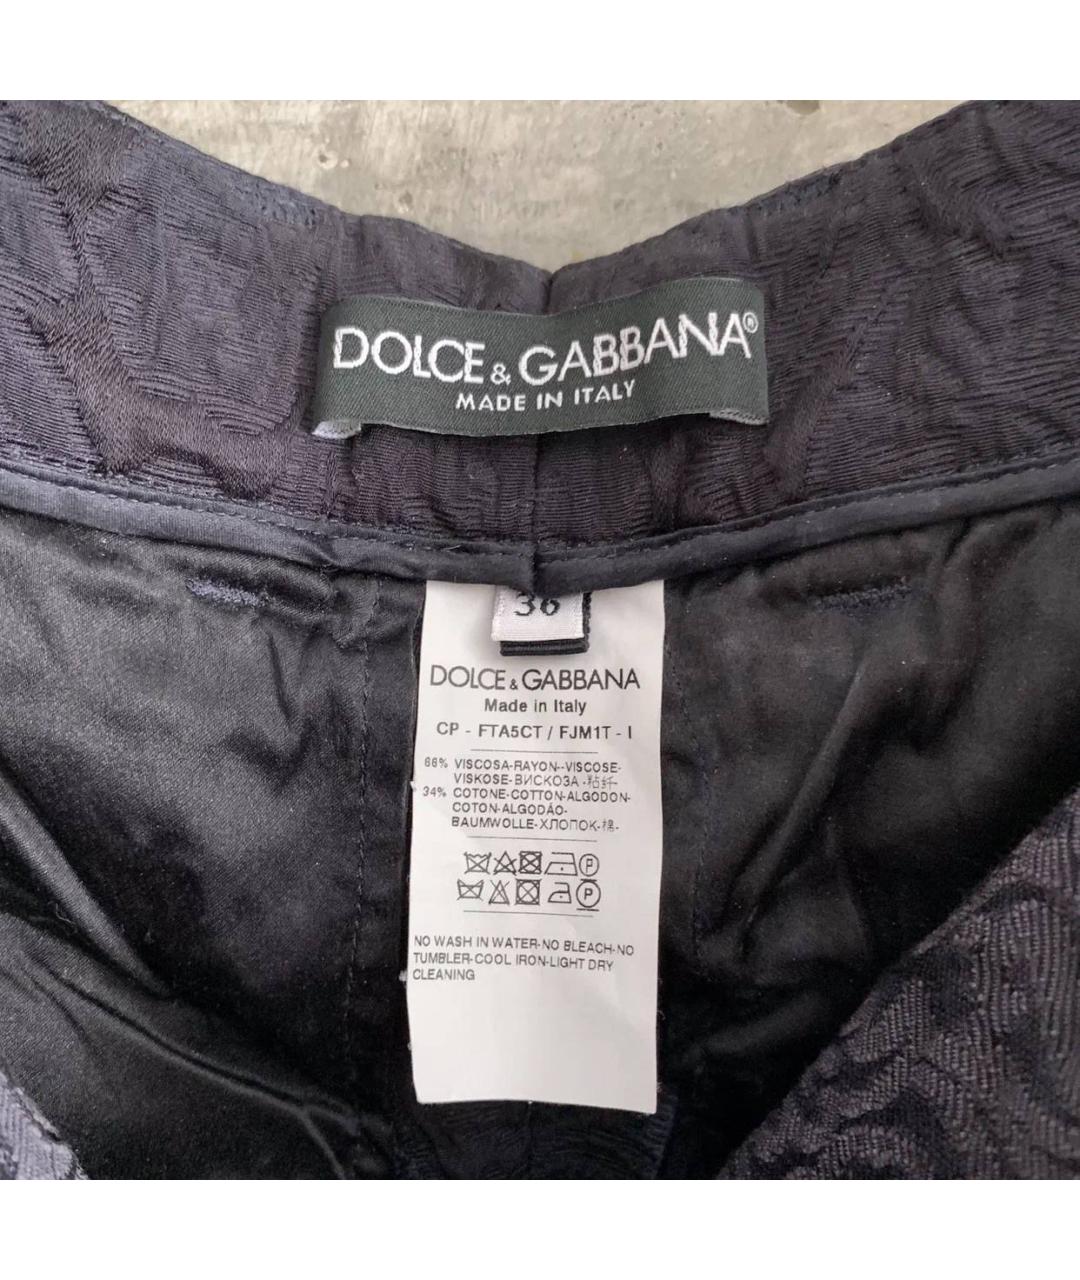 DOLCE & GABBANA®
MADE IN ITALY
36
DOLCE & GABBANA
Made in Italy
CP - FTA5CT / FJM1T - I
66% VISCOSA-RAYON--VISCOSE-
VISKOSE-ВИСКОЗА-粘纤-
34% COTONE-COTTON-ALGODON-
COTON-ALGODÃO-
BAUMWOLLE-ХЛОПОК-棉-
P
P
NO WASH IN WATER-NO BLEACH-NO
TUMBLER-COOL IRON-LIGHT DRY
CLEANING